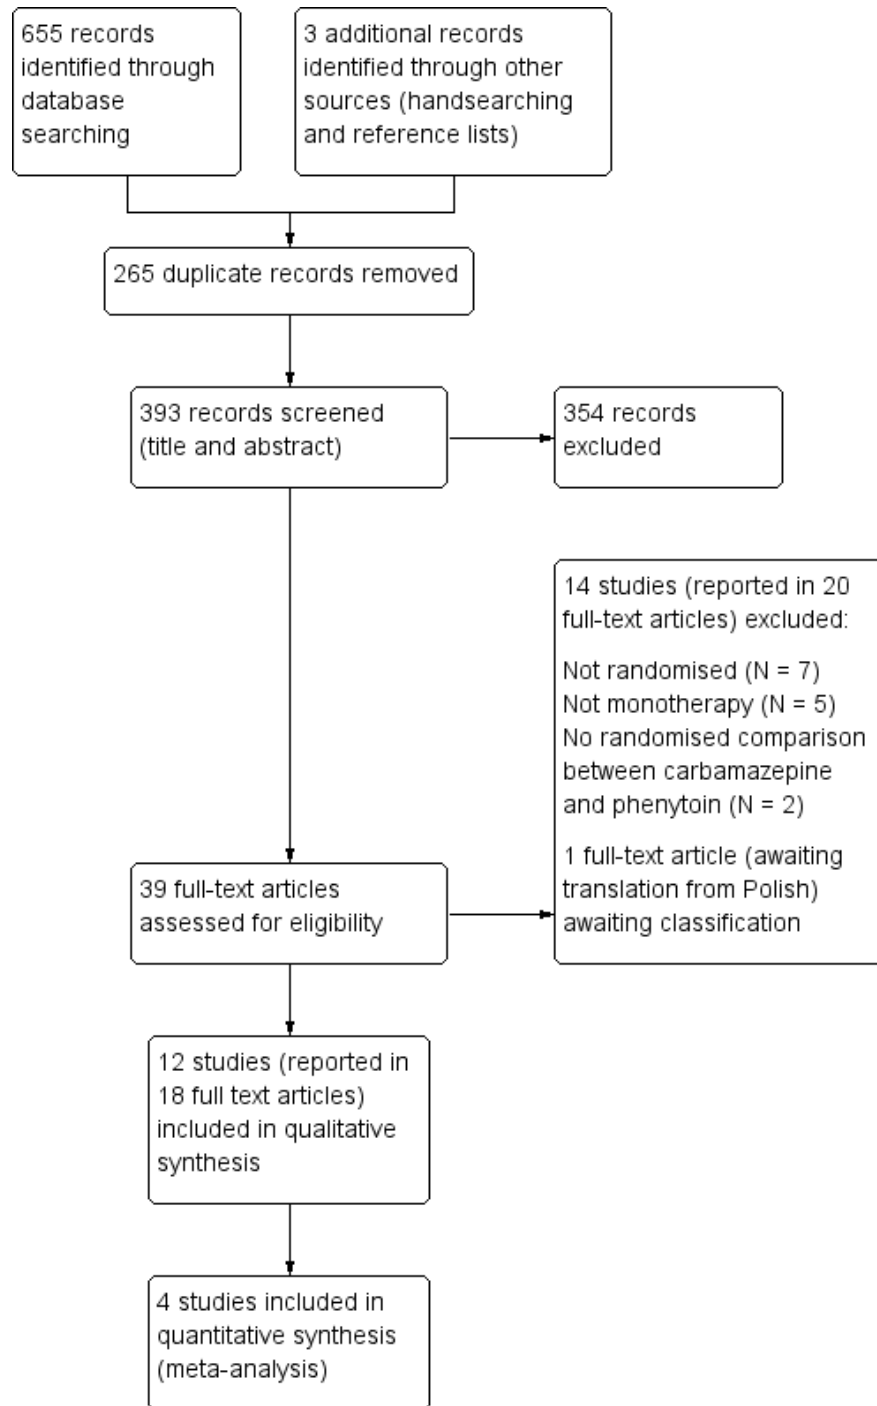 655 records
identified through
database
searching
3 additional records
identified through other
sources (handsearching
and reference lists)
265 duplicate records removed
393 records screened
(title and abstract)
354 records
excluded
14 studies (reported in 20
full-text articles) excluded:
Not randomised (N = 7)
Not monotherapy (N = 5)
No randomised comparison
between carbamazepine
and phenytoin (N = 2)
1 full-text article (awaiting
translation from Polish)
awaiting classification
39 full-text articles
assessed for eligibility
12 studies (reported in
18 full text articles)
included in qualitative
synthesis
4 studies included in
quantitative synthesis
(meta-analysis)